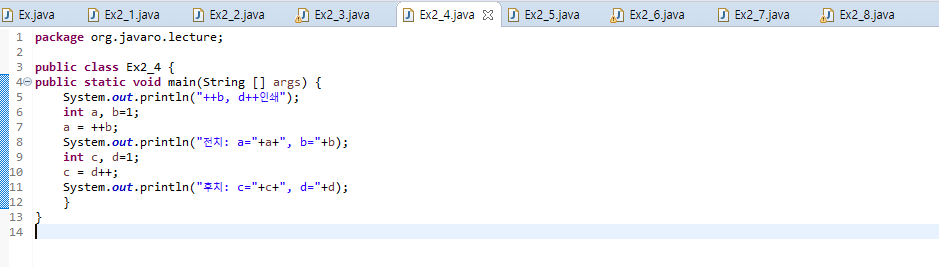 Ex.java Ex2_1.java Ex2_2.java Ex2_3.java Ex2_4.java Ex2_5.java Ex2_6.java Ex2_7.java Ex2_8.java
1 package org.javaro.lecture;
2
3 public class Ex2_4 {
4 public static void main(String [] args) {
5 System.out.println("++b, d++인쇄");
6 int a, b=1;
7 a = ++b;
8 System.out.println("전치: a="+a+", b="+b);
9 int c, d=1;
10 c = d++;
11 System.out.println("후치: c="+c+", d="+d);
12 }
13 }
14